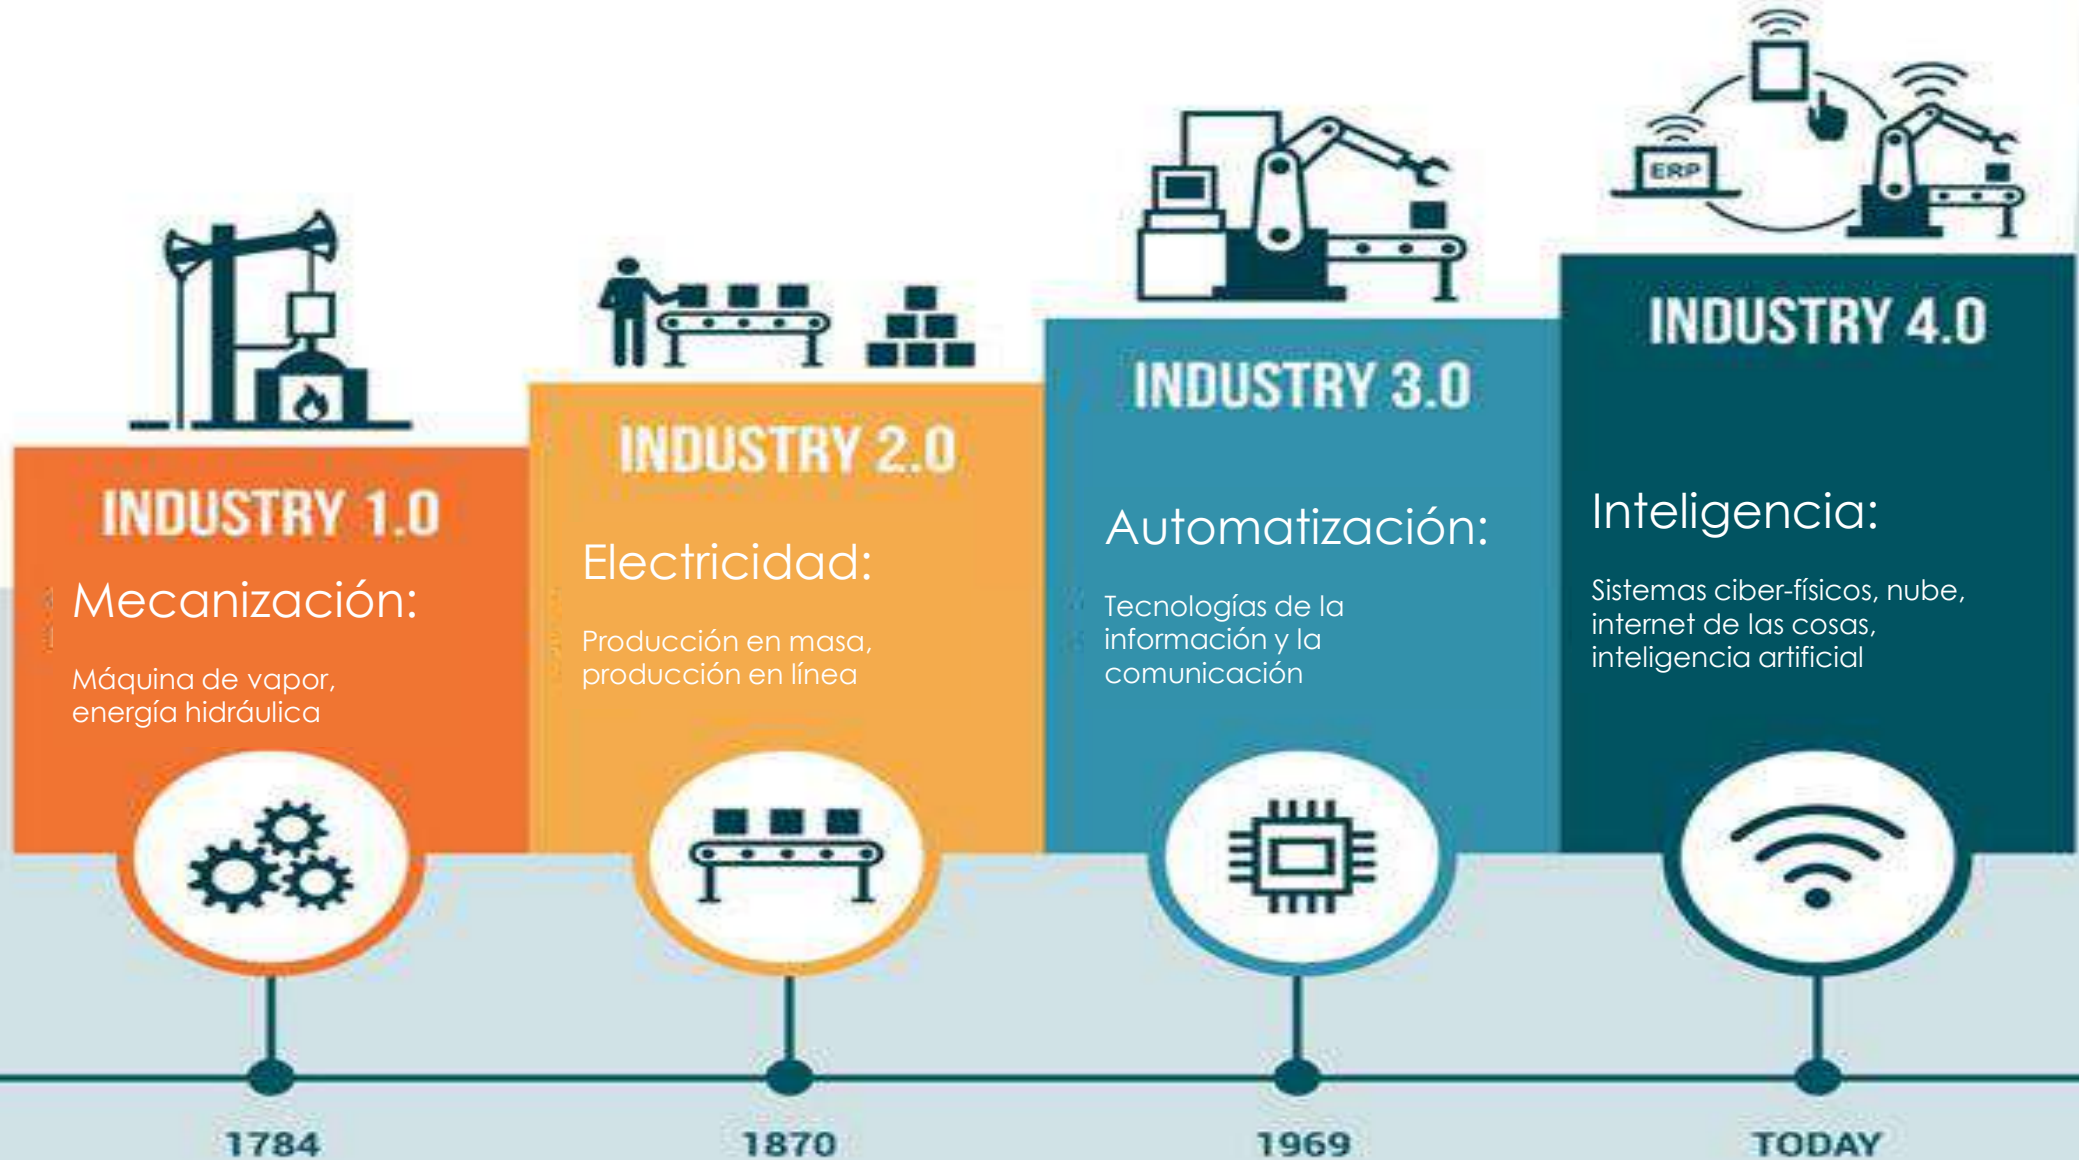 ERP
INDUSTRY 1.0
Mecanización:
Máquina de vapor,
energía hidráulica
INDUSTRY 2.0
Electricidad:
Producción en masa,
producción en línea
INDUSTRY 3.0
Automatización:
Tecnologías de la
información y la
comunicación
INDUSTRY 4.0
Inteligencia:
Sistemas ciber-físicos, nube,
internet de las cosas,
inteligencia artificial
1784
1870
1969
TODAY